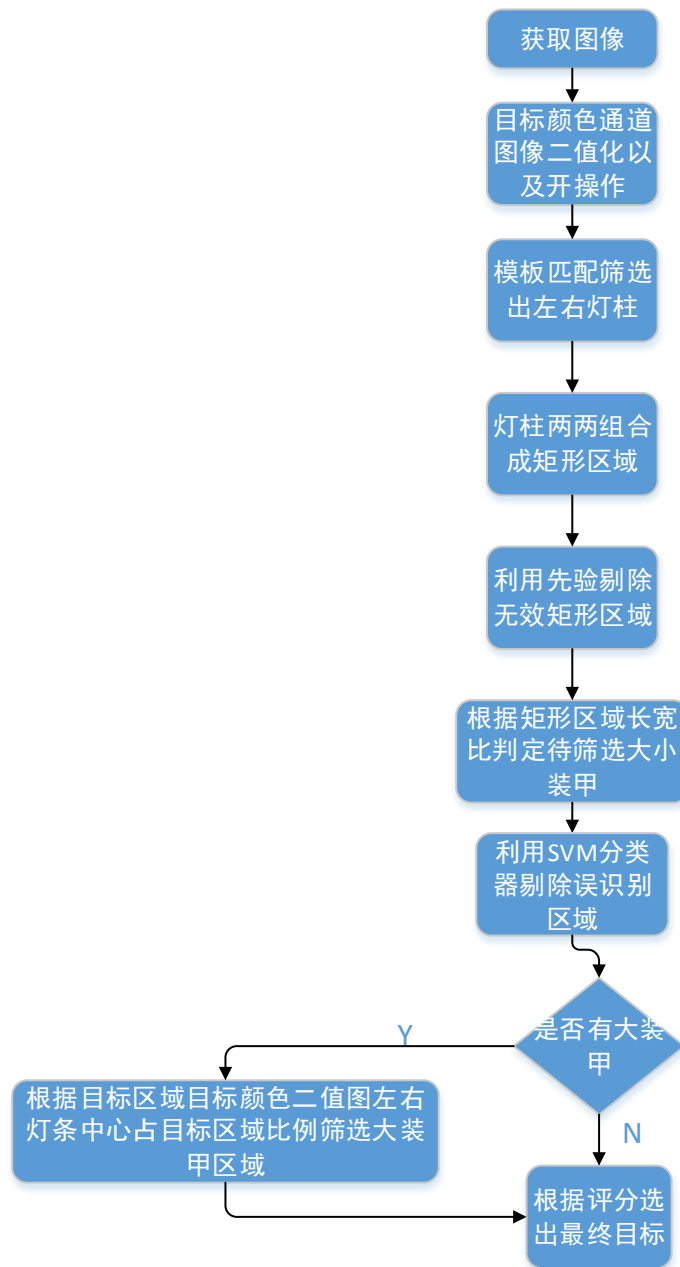 获取图像
目标颜色通道
图像二值化以
及开操作
模板匹配筛选
出左右灯柱
灯柱两两组合
成矩形区域
利用先验剔除
无效矩形区域
根据矩形区域长宽
比判定待筛选大小
装甲
利用SVM分类
器剔除误识别
区域
是否有大装
甲
Y
根据目标区域目标颜色二值图左右
灯条中心占目标区域比例筛选大装
甲区域
N
根据评分选
出最终目标